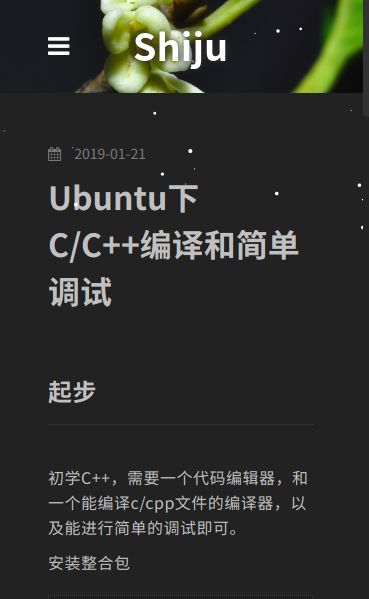 Shiju
2019-01-21
Ubuntu下
C/C++编译和简单
调试
起步
初学C++，需要一个代码编辑器，和
一个能编译c/cpp文件的编译器，以
及能进行简单的调试即可。
安装整合包